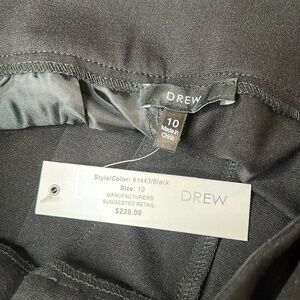 DREW
10
Made In
China
Style/Color: 81443/Black
Size: 10
MANUFACTURERS
SUGGESTED RETAIL:
$229.00
DREW